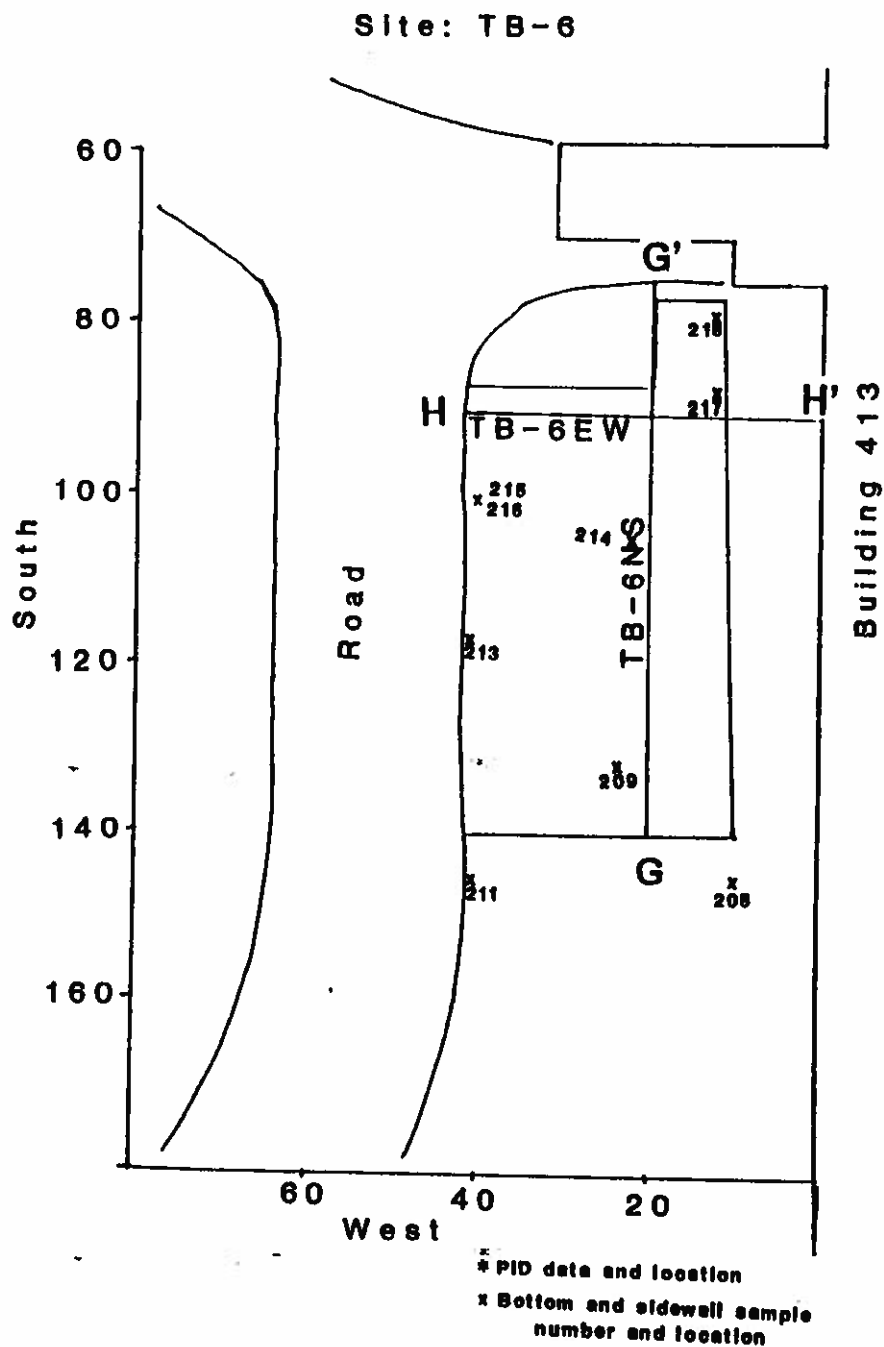 Site: TB-6
60
G'
80
218
217
H
H'
TB-6EW
100
215
216
214
TB-6NS
South
Road
Building 413
120
213
209
140
G
211
208
160
60
40
20
West
* PID data and location
x Bottom and sidewall sample
number and location